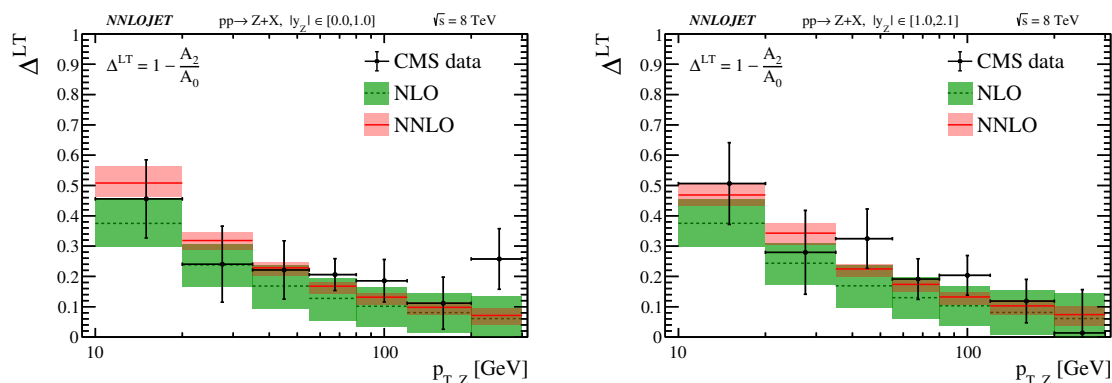 NNLOJET pp→ Z+X, |y_Z| ∈ [0.0,1.0] √s = 8 TeV
Δ^LT
1
0.9
0.8
0.7
0.6
0.5
0.4
0.3
0.2
0.1
0
Δ^LT = 1 − A_2/A_0
CMS data
NLO
NNLO
10 100
p_T,Z [GeV]
NNLOJET pp→ Z+X, |y_Z| ∈ [1.0,2.1] √s = 8 TeV
Δ^LT
1
0.9
0.8
0.7
0.6
0.5
0.4
0.3
0.2
0.1
0
Δ^LT = 1 − A_2/A_0
CMS data
NLO
NNLO
10 100
p_T,Z [GeV]